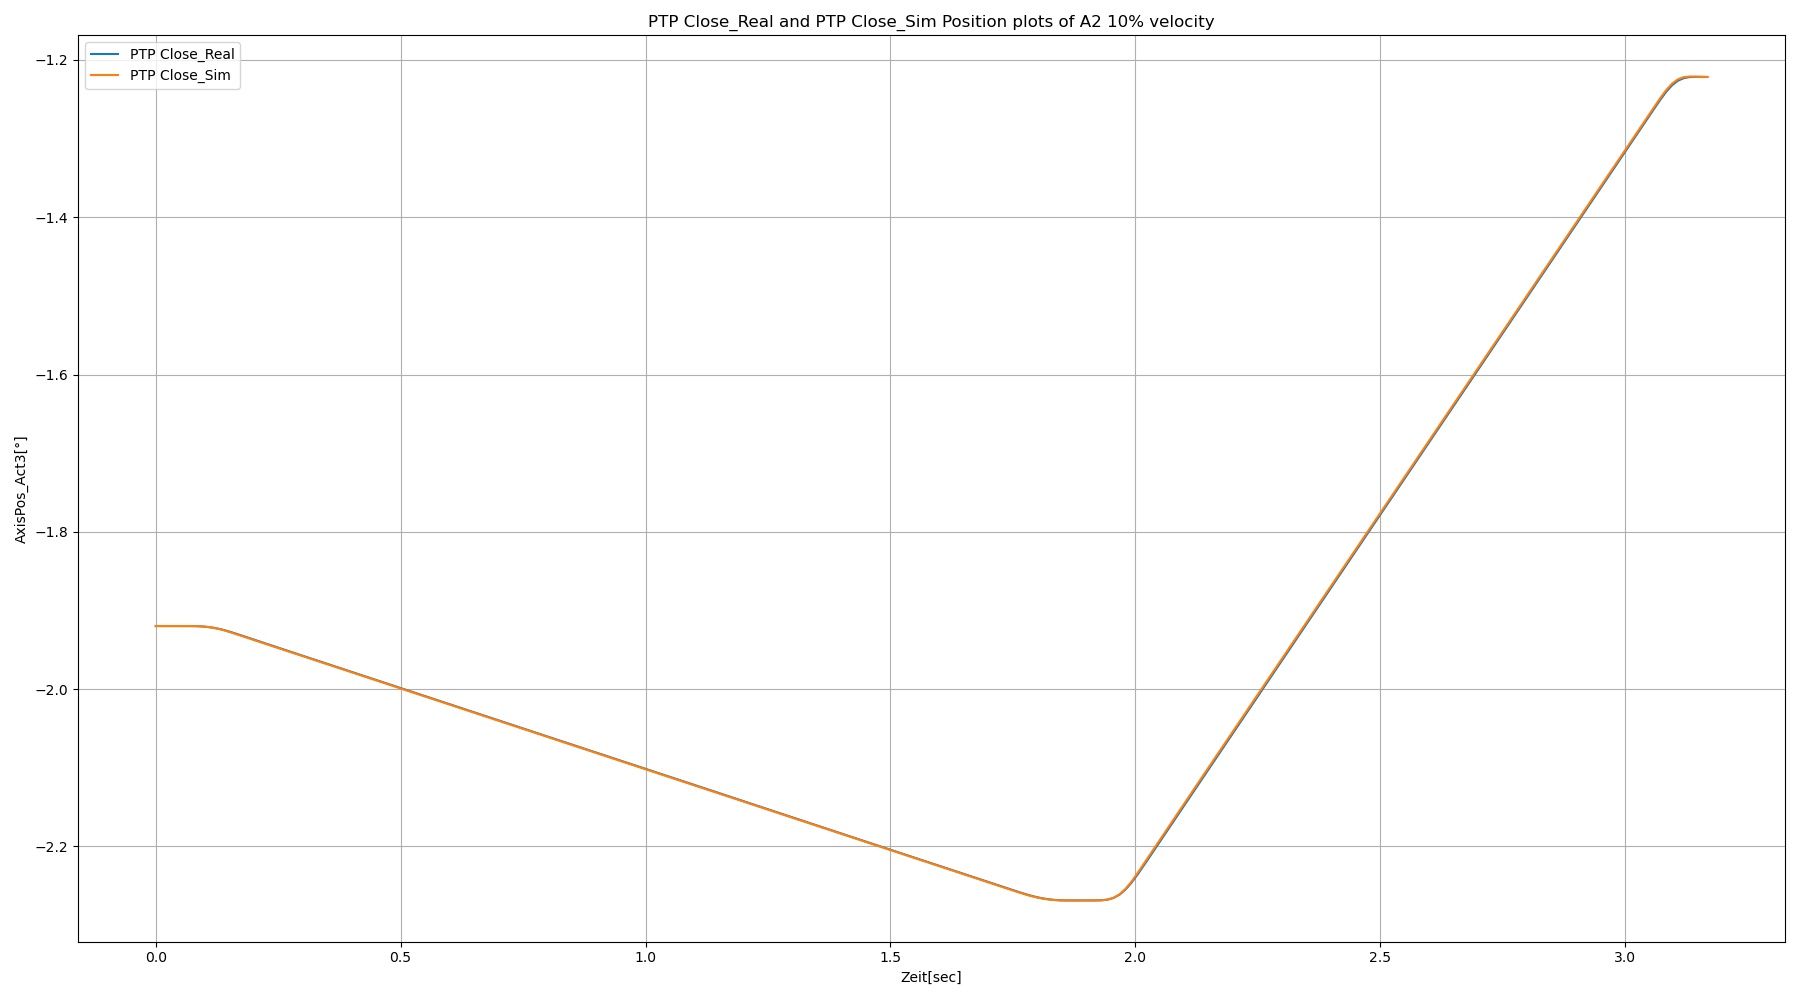 PTP Close_Real and PTP Close_Sim Position plots of A2 10% velocity
PTP Close_Real
PTP Close_Sim
AxisPos_Act3[°]
−1.2
−1.4
−1.6
−1.8
−2.0
−2.2
0.0 0.5 1.0 1.5 2.0 2.5 3.0
Zeit[sec]